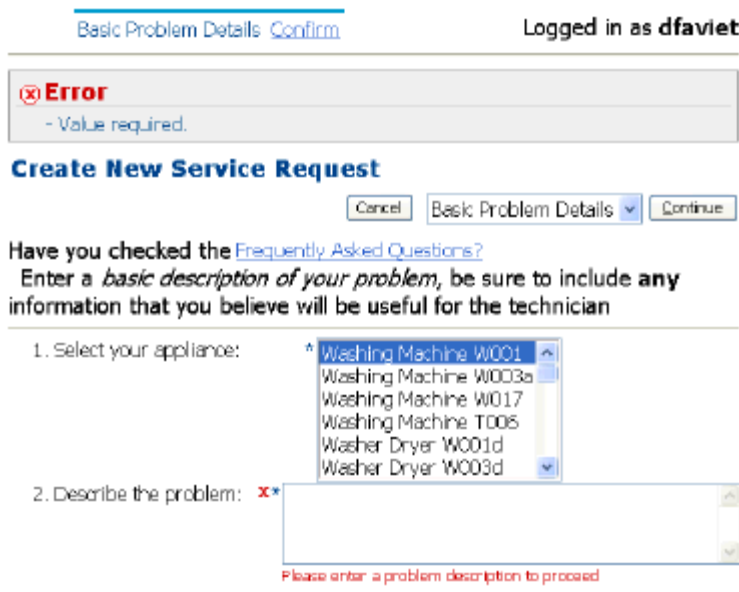 Basic Problem Details Confirm
Logged in as dfaviet
Error
- Value required.
Create New Service Request
Cancel
Basic Problem Details
Continue
Have you checked the Frequently Asked Questions?
Enter a basic description of your problem, be sure to include any
information that you believe will be useful for the technician
1. Select your appliance: *
Washing Machine W001
Washing Machine W003a
Washing Machine W017
Washing Machine T006
Washer Dryer W001d
Washer Dryer W003d
2. Describe the problem: x*
Please enter a problem description to proceed